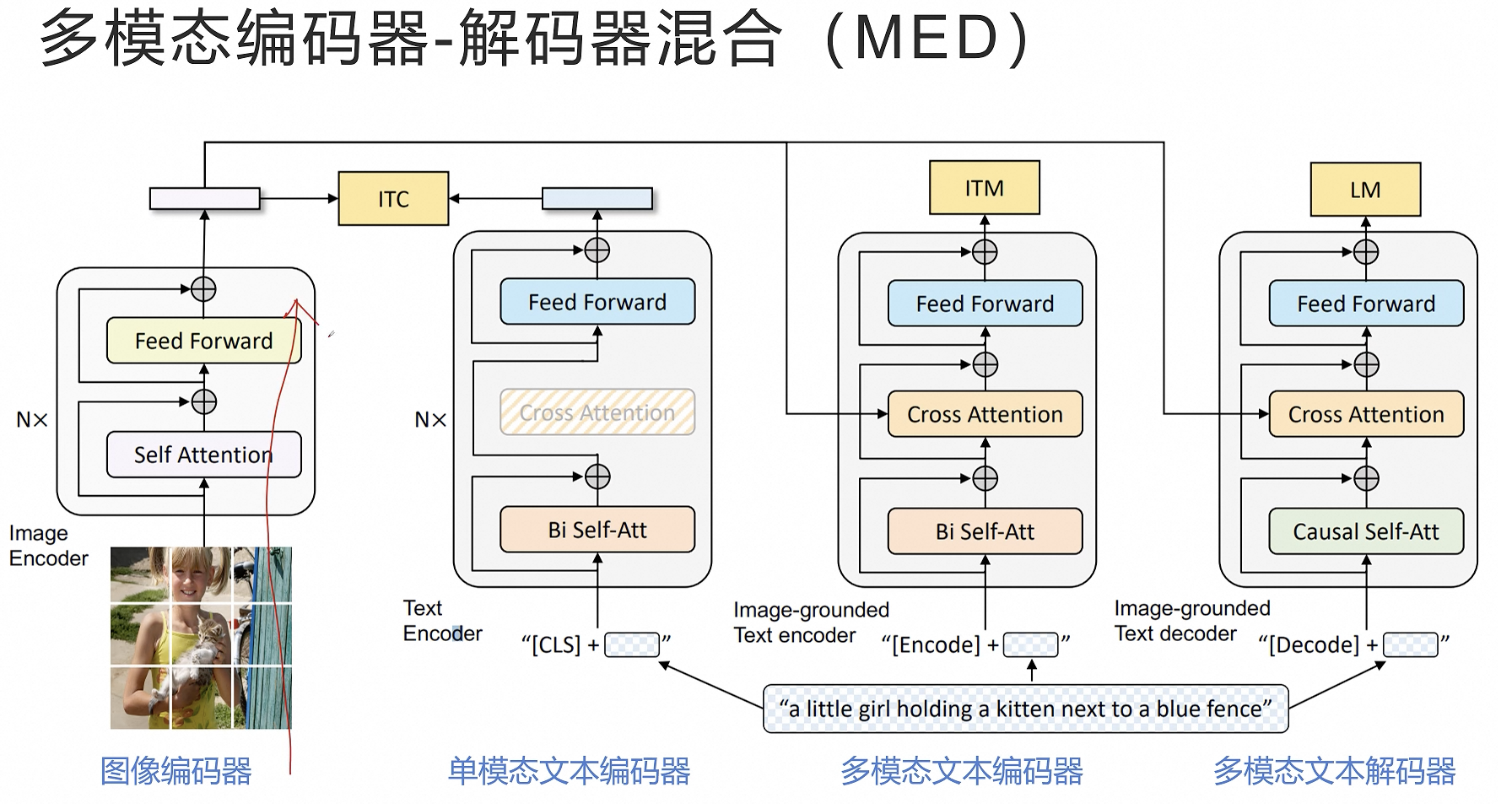 多模态编码器-解码器混合（MED）
ITC
ITM
LM
Feed Forward
Self Attention
N×
Image
Encoder
图像编码器
Feed Forward
Cross Attention
Bi Self-Att
N×
Text
Encoder
“[CLS] + ”
单模态文本编码器
Feed Forward
Cross Attention
Bi Self-Att
Image-grounded
Text encoder
“[Encode] + ”
多模态文本编码器
Feed Forward
Cross Attention
Causal Self-Att
Image-grounded
Text decoder
“[Decode] + ”
“a little girl holding a kitten next to a blue fence”
多模态文本解码器